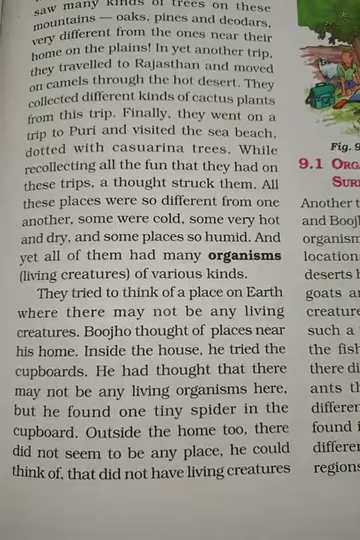 saw many kinds of trees on these
mountains — oaks, pines and deodars,
very different from the ones near their
home on the plains! In yet another trip,
they travelled to Rajasthan and moved
on camels through the hot desert. They
collected different kinds of cactus plants
from this trip. Finally, they went on a
trip to Puri and visited the sea beach,
dotted with casuarina trees. While
recollecting all the fun that they had on
these trips, a thought struck them. All
these places were so different from one
another, some were cold, some very hot
and dry, and some places so humid. And
yet all of them had many organisms
(living creatures) of various kinds.
They tried to think of a place on Earth
where there may not be any living
creatures. Boojho thought of places near
his home. Inside the house, he tried the
cupboards. He had thought that there
may not be any living organisms here,
but he found one tiny spider in the
cupboard. Outside the home too, there
did not seem to be any place, he could
think of, that did not have living creatures
Fig. 9
9.1
Another
and
organism
location
deserts
goats
creature
such a
the fish
there
ants
differen
found
differen
regions